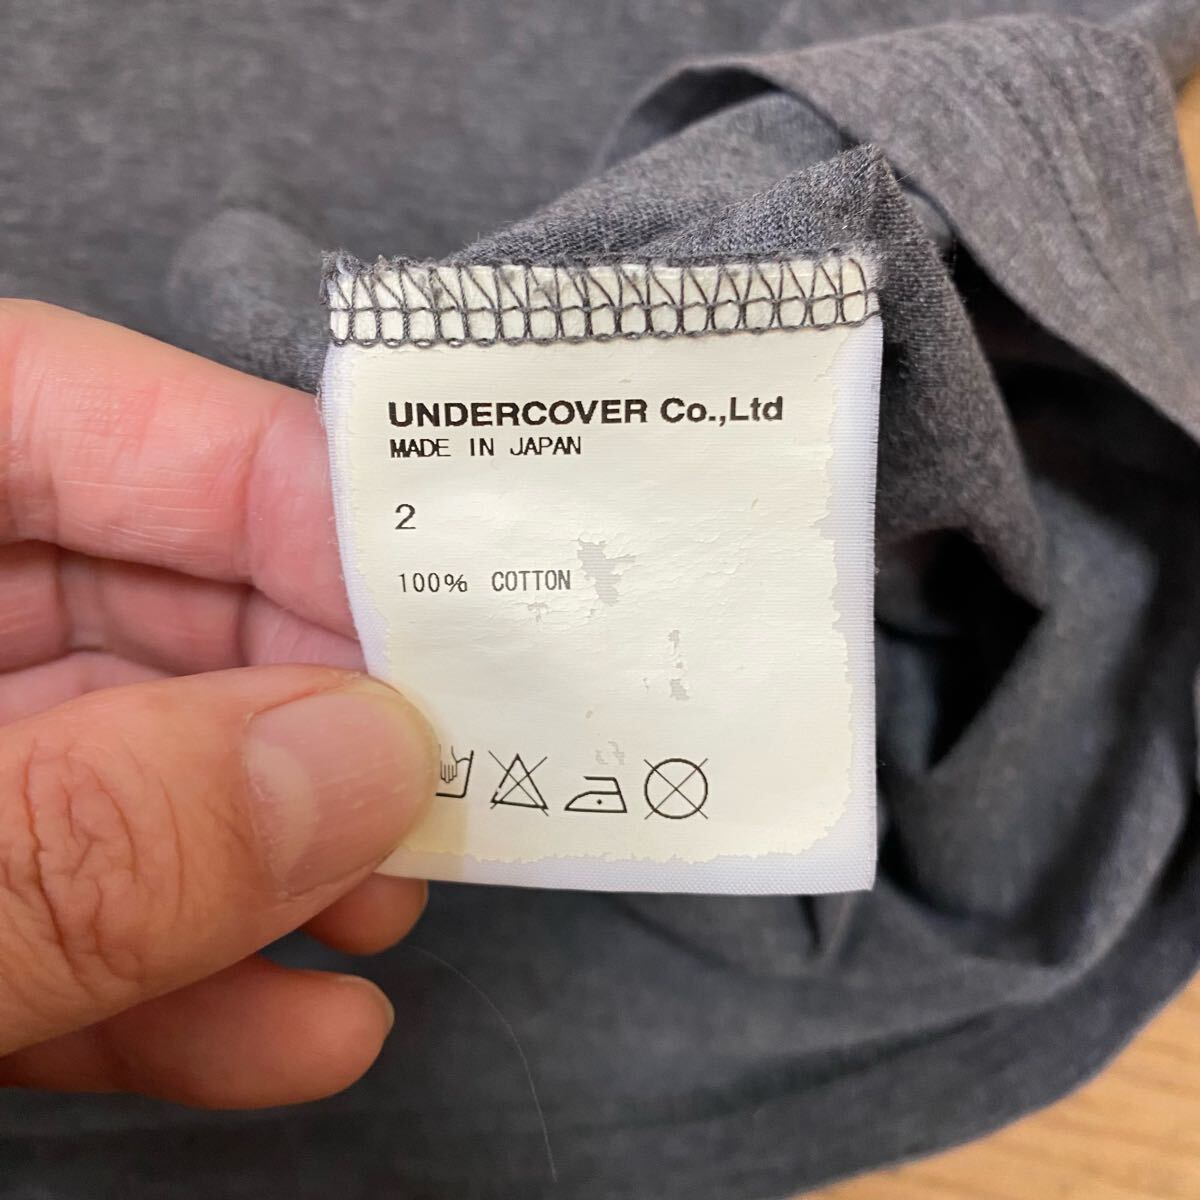 UNDERCOVER Co.,Ltd
MADE IN JAPAN
2
100% COTTON